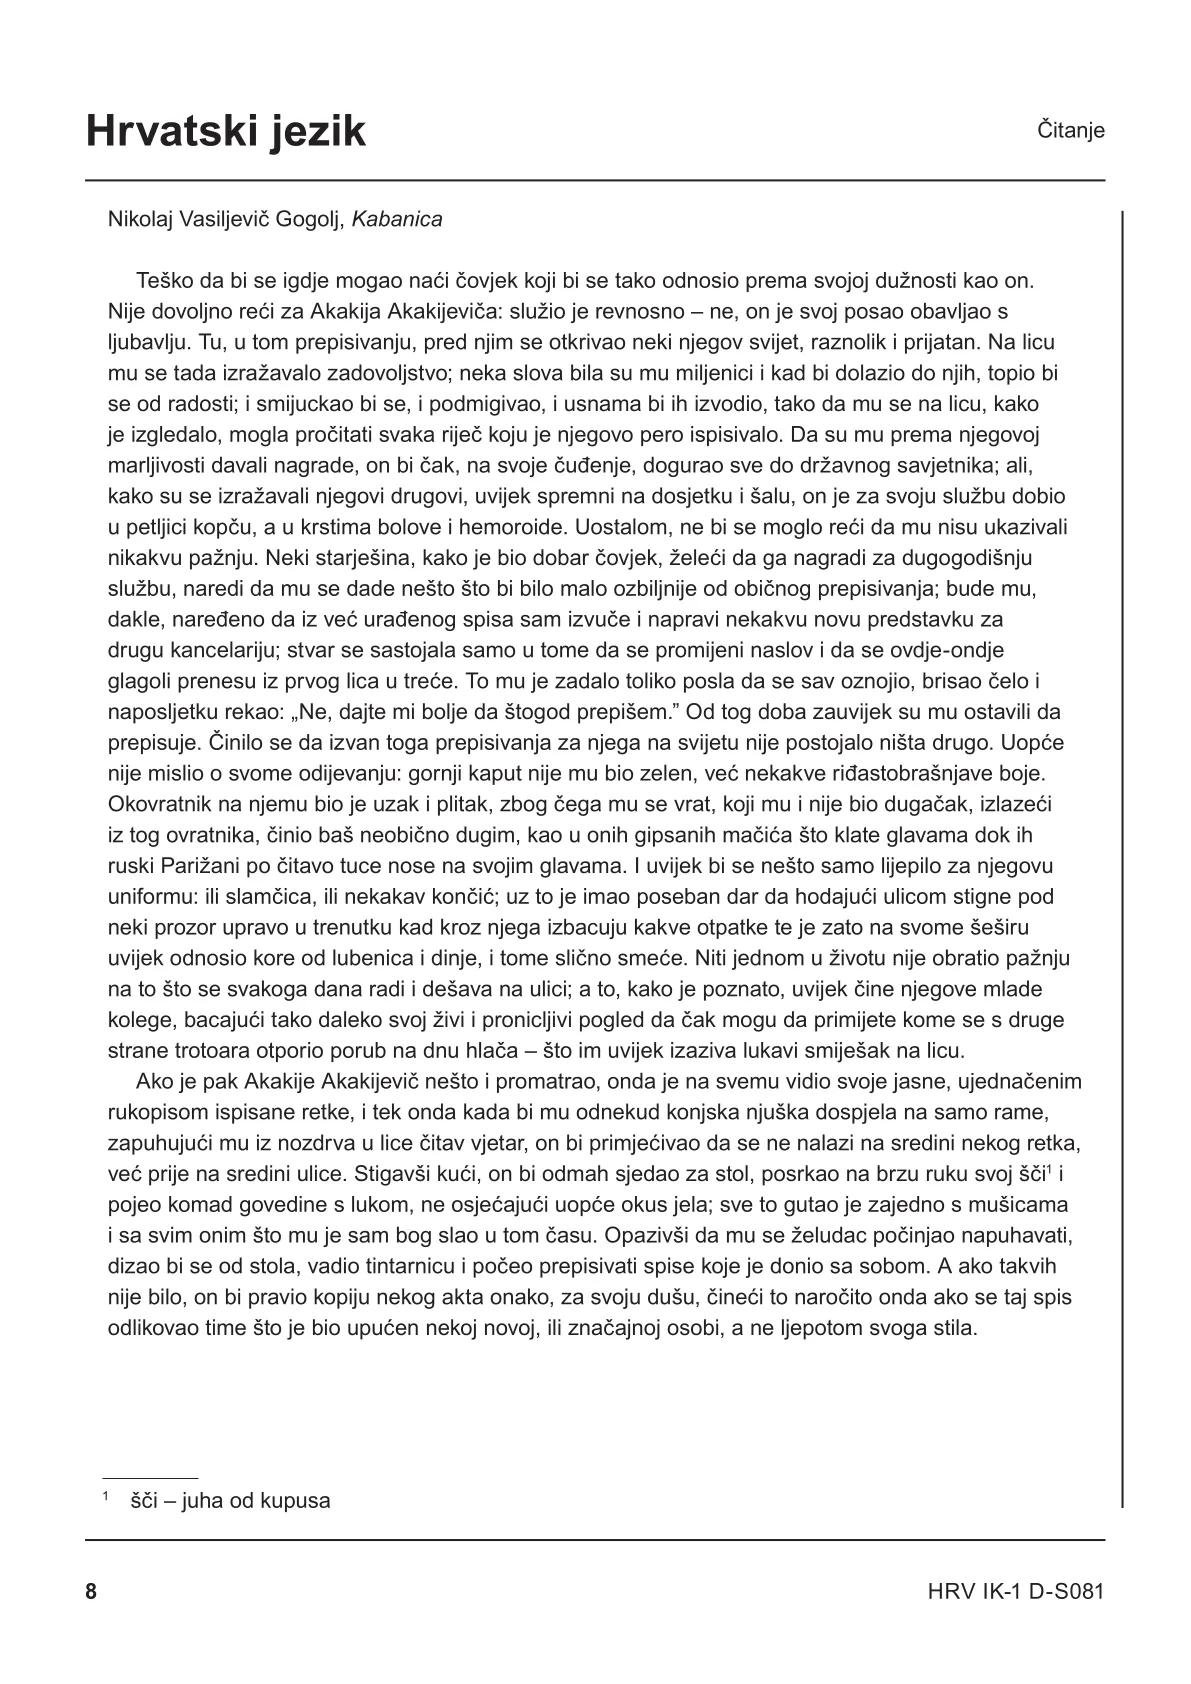 Hrvatski jezik
Čitanje
Nikolaj Vasiljevič Gogolj, Kabanica
Teško da bi se igdje mogao naći čovjek koji bi se tako odnosio prema svojoj dužnosti kao on.
Nije dovoljno reći za Akakija Akakijeviča: služio je revnosno – ne, on je svoj posao obavljao s
ljubavlju. Tu, u tom prepisivanju, pred njim se otkrivao neki njegov svijet, raznolik i prijatan. Na licu
mu se tada izražavalo zadovoljstvo; neka slova bila su mu miljenici i kad bi dolazio do njih, topio bi
se od radosti; i smijuckao bi se, i podmigivao, i usnama bi ih izvodio, tako da mu se na licu, kako
je izgledalo, mogla pročitati svaka riječ koju je njegovo pero ispisivalo. Da su mu prema njegovoj
marljivosti davali nagrade, on bi čak, na svoje čuđenje, dogurao sve do državnog savjetnika; ali,
kako su se izražavali njegovi drugovi, uvijek spremni na dosjetku i šalu, on je za svoju službu dobio
u petljici kopču, a u krstima bolove i hemoroide. Uostalom, ne bi se moglo reći da mu nisu ukazivali
nikakvu pažnju. Neki starješina, kako je bio dobar čovjek, želeći da ga nagradi za dugogodišnju
službu, naredi da mu se dade nešto što bi bilo malo ozbiljnije od običnog prepisivanja; bude mu,
dakle, naređeno da iz već urađenog spisa sam izvuče i napravi nekakvu novu predstavku za
drugu kancelariju; stvar se sastojala samo u tome da se promijeni naslov i da se ovdje-ondje
glagoli prenesu iz prvog lica u treće. To mu je zadalo toliko posla da se sav oznojio, brisao čelo i
naposljetku rekao: „Ne, dajte mi bolje da štogod prepišem.” Od tog doba zauvijek su mu ostavili da
prepisuje. Činilo se da izvan toga prepisivanja za njega na svijetu nije postojalo ništa drugo. Uopće
nije mislio o svome odijevanju: gornji kaput nije mu bio zelen, već nekakve riđastobrašnjave boje.
Okovratnik na njemu bio je uzak i plitak, zbog čega mu se vrat, koji mu i nije bio dugačak, izlazeći
iz tog ovratnika, činio baš neobično dugim, kao u onih gipsanih mačića što klate glavama dok ih
ruski Parižani po čitavo tuce nose na svojim glavama. I uvijek bi se nešto samo lijepilo za njegovu
uniformu: ili slamčica, ili nekakav končić; uz to je imao poseban dar da hodajući ulicom stigne pod
neki prozor upravo u trenutku kad kroz njega izbacuju kakve otpatke te je zato na svome šeširu
uvijek odnosio kore od lubenica i dinje, i tome slično smeće. Niti jednom u životu nije obratio pažnju
na to što se svakoga dana radi i dešava na ulici; a to, kako je poznato, uvijek čine njegove mlade
kolege, bacajući tako daleko svoj živi i pronicljivi pogled da čak mogu da primijete kome se s druge
strane trotoara otporio porub na dnu hlača – što im uvijek izaziva lukavi smiješak na licu.
Ako je pak Akakije Akakijevič nešto i promatrao, onda je na svemu vidio svoje jasne, ujednačenim
rukopisom ispisane retke, i tek onda kada bi mu odnekud konjska njuška dospjela na samo rame,
zapuhujući mu iz nozdrva u lice čitav vjetar, on bi primjećivao da se ne nalazi na sredini nekog retka,
već prije na sredini ulice. Stigavši kući, on bi odmah sjedao za stol, posrkao na brzu ruku svoj šči¹ i
pojeo komad govedine s lukom, ne osjećajući uopće okus jela; sve to gutao je zajedno s mušicama
i sa svim onim što mu je sam bog slao u tom času. Opazivši da mu se želudac počinjao napuhavati,
dizao bi se od stola, vadio tintarnicu i počeo prepisivati spise koje je donio sa sobom. A ako takvih
nije bilo, on bi pravio kopiju nekog akta onako, za svoju dušu, čineći to naročito onda ako se taj spis
odlikovao time što je bio upućen nekoj novoj, ili značajnoj osobi, a ne ljepotom svoga stila.
¹ šči – juha od kupusa
8
HRV IK-1 D-S081